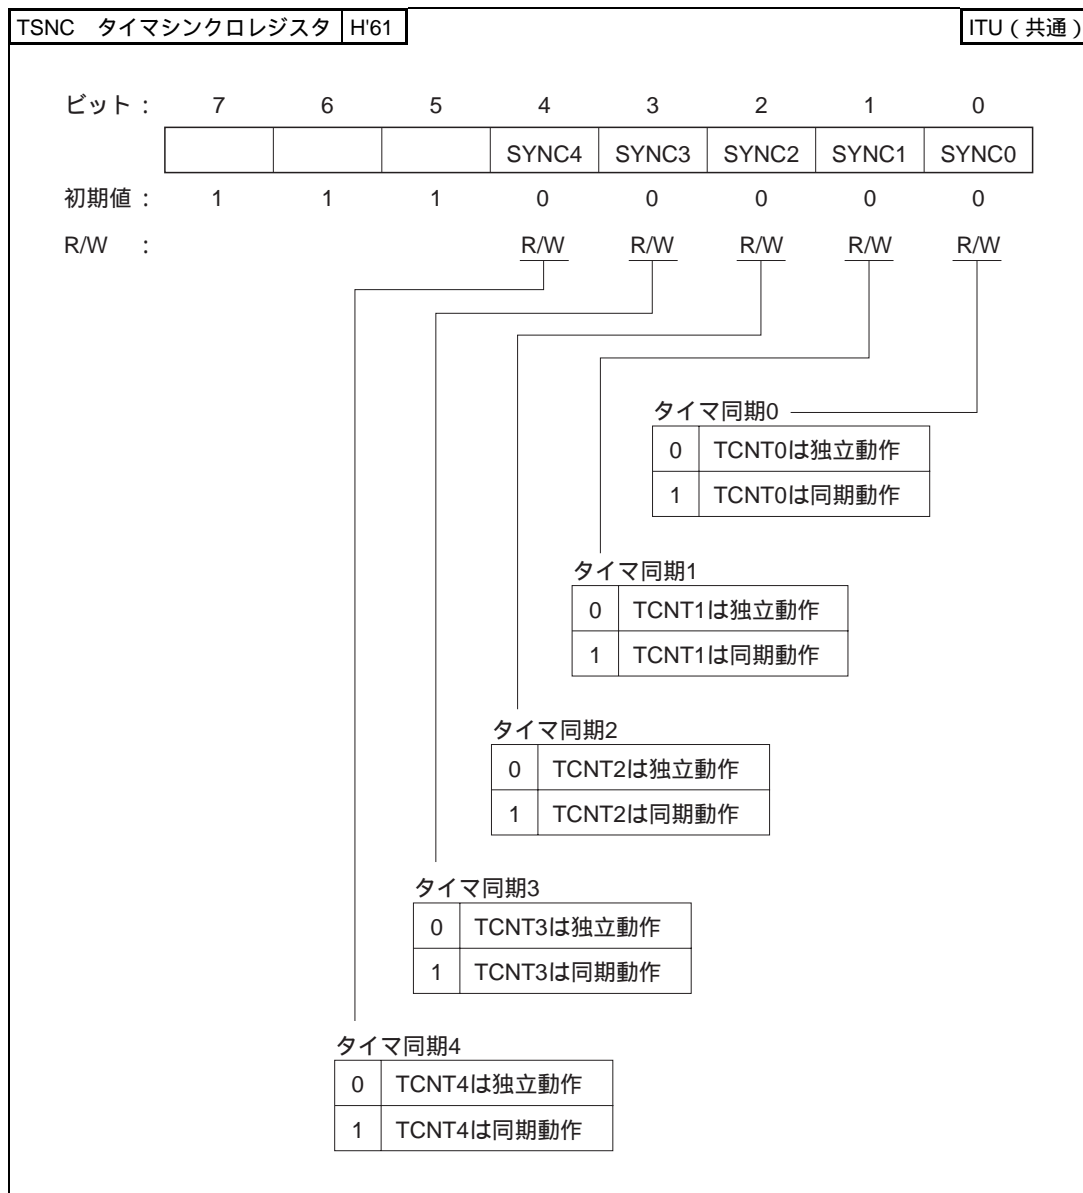 TSNC タイマシンクロレジスタ H'61 ITU（共通）
ビット： 7 6 5 4 3 2 1 0
SYNC4 SYNC3 SYNC2 SYNC1 SYNC0
初期値： 1 1 1 0 0 0 0 0
R/W ： R/W R/W R/W R/W R/W
タイマ同期0
0 TCNT0は独立動作
1 TCNT0は同期動作
タイマ同期1
0 TCNT1は独立動作
1 TCNT1は同期動作
タイマ同期2
0 TCNT2は独立動作
1 TCNT2は同期動作
タイマ同期3
0 TCNT3は独立動作
1 TCNT3は同期動作
タイマ同期4
0 TCNT4は独立動作
1 TCNT4は同期動作